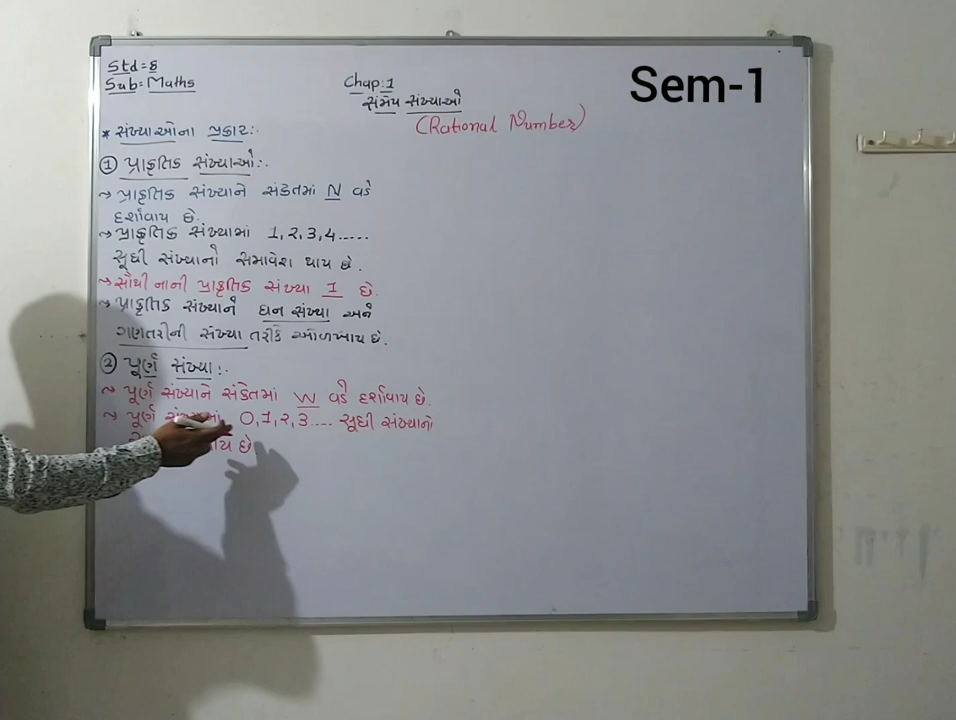 Std = 8
Sub = Maths
Chap: 1
Sem-1
સંમેય સંખ્યાઓ
(Rational Number)
* સંખ્યાઓના પ્રકાર:-
① પ્રાકૃતિક સંખ્યાઓ:-
→ પ્રાકૃતિક સંખ્યાને સંકેતમાં N વડે
દર્શાવાય છે.
→ પ્રાકૃતિક સંખ્યામાં 1, 2, 3, 4.....
સૂધી સંખ્યાનો સમાવેશ થાય છે.
→ સૌથી નાની પ્રાકૃતિક સંખ્યા 1 છે.
→ પ્રાકૃતિક સંખ્યાને ધન સંખ્યા અને
ગણતરીની સંખ્યા તરીકે ઓળખાય છે.
② પૂર્ણ સંખ્યા:-
→ પૂર્ણ સંખ્યાને સંકેતમાં W વડે દર્શાવાય છે.
→ પૂર્ણ 0, 1, 2, 3.... સૂધી સંખ્યાનો
છે.